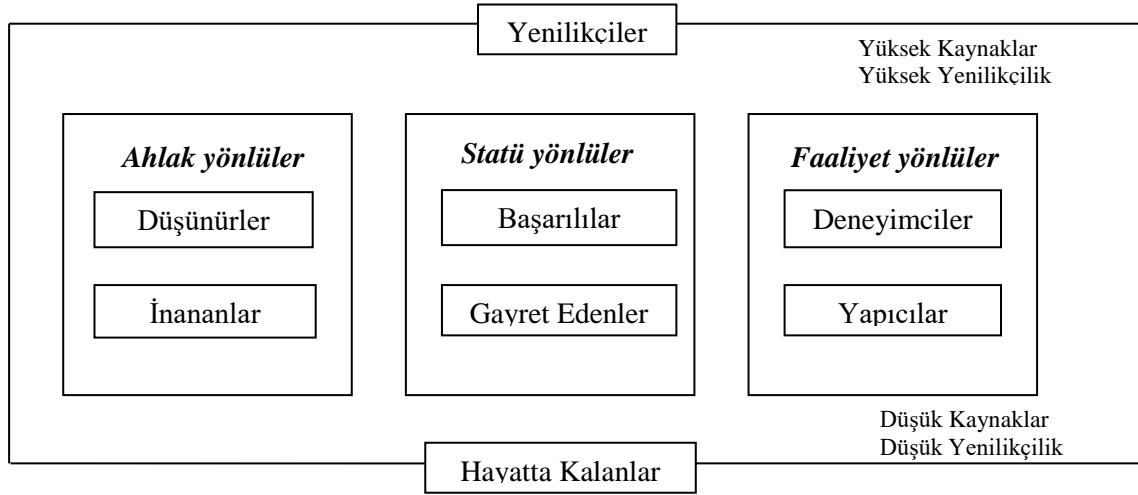 Yenilikçiler
Yüksek Kaynaklar
Yüksek Yenilikçilik
Ahlak yönlüler
Statü yönlüler
Faaliyet yönlüler
Düşünürler
Başarılılar
Deneyimciler
İnananlar
Gayret Edenler
Yapıcılar
Düşük Kaynaklar
Düşük Yenilikçilik
Hayatta Kalanlar